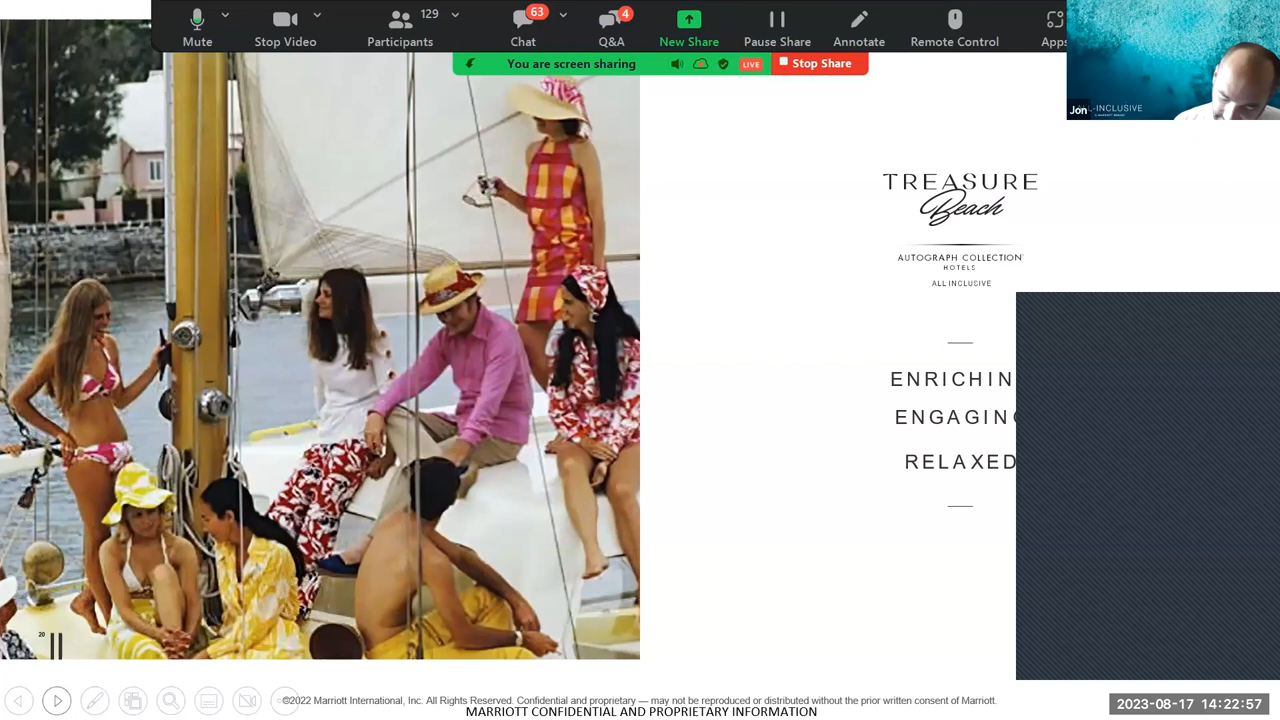 129
63
4
Mute
Stop Video
Participants
Chat
Q&A
New Share
Pause Share
Annotate
Remote Control
Apps
You are screen sharing
LIVE
Stop Share
Jon
L-INCLUSIVE
TREASURE
Beach
AUTOGRAPH COLLECTION
HOTELS
ALL INCLUSIVE
ENRICHIN
ENGAGING
RELAXED
20
©2022 Marriott International, Inc. All Rights Reserved. Confidential and proprietary — may not be reproduced or distributed without the prior written consent of Marriott.
MARRIOTT CONFIDENTIAL AND PROPRIETARY INFORMATION
2023-08-17 14:22:57